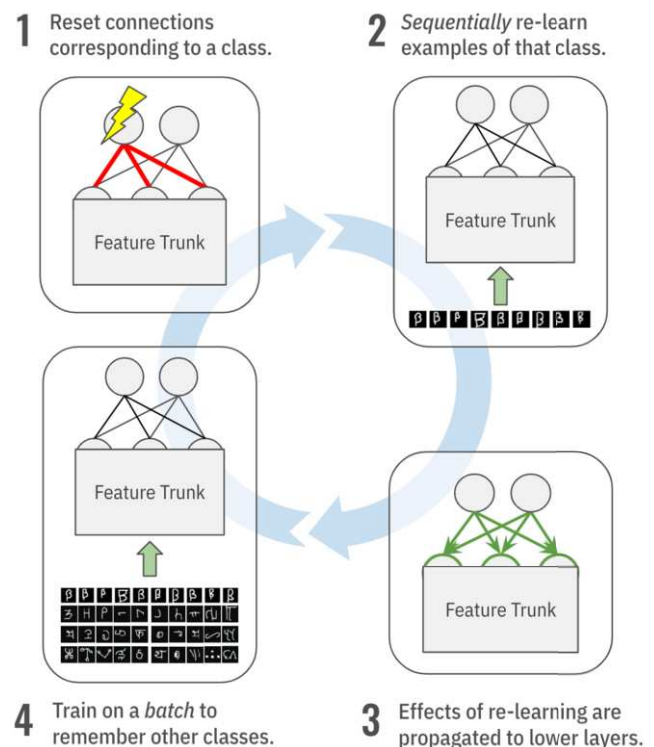 1 Reset connections
corresponding to a class.
Feature Trunk
2 Sequentially re-learn
examples of that class.
Feature Trunk
Feature Trunk
3 Effects of re-learning are
propagated to lower layers.
Feature Trunk
4 Train on a batch to
remember other classes.